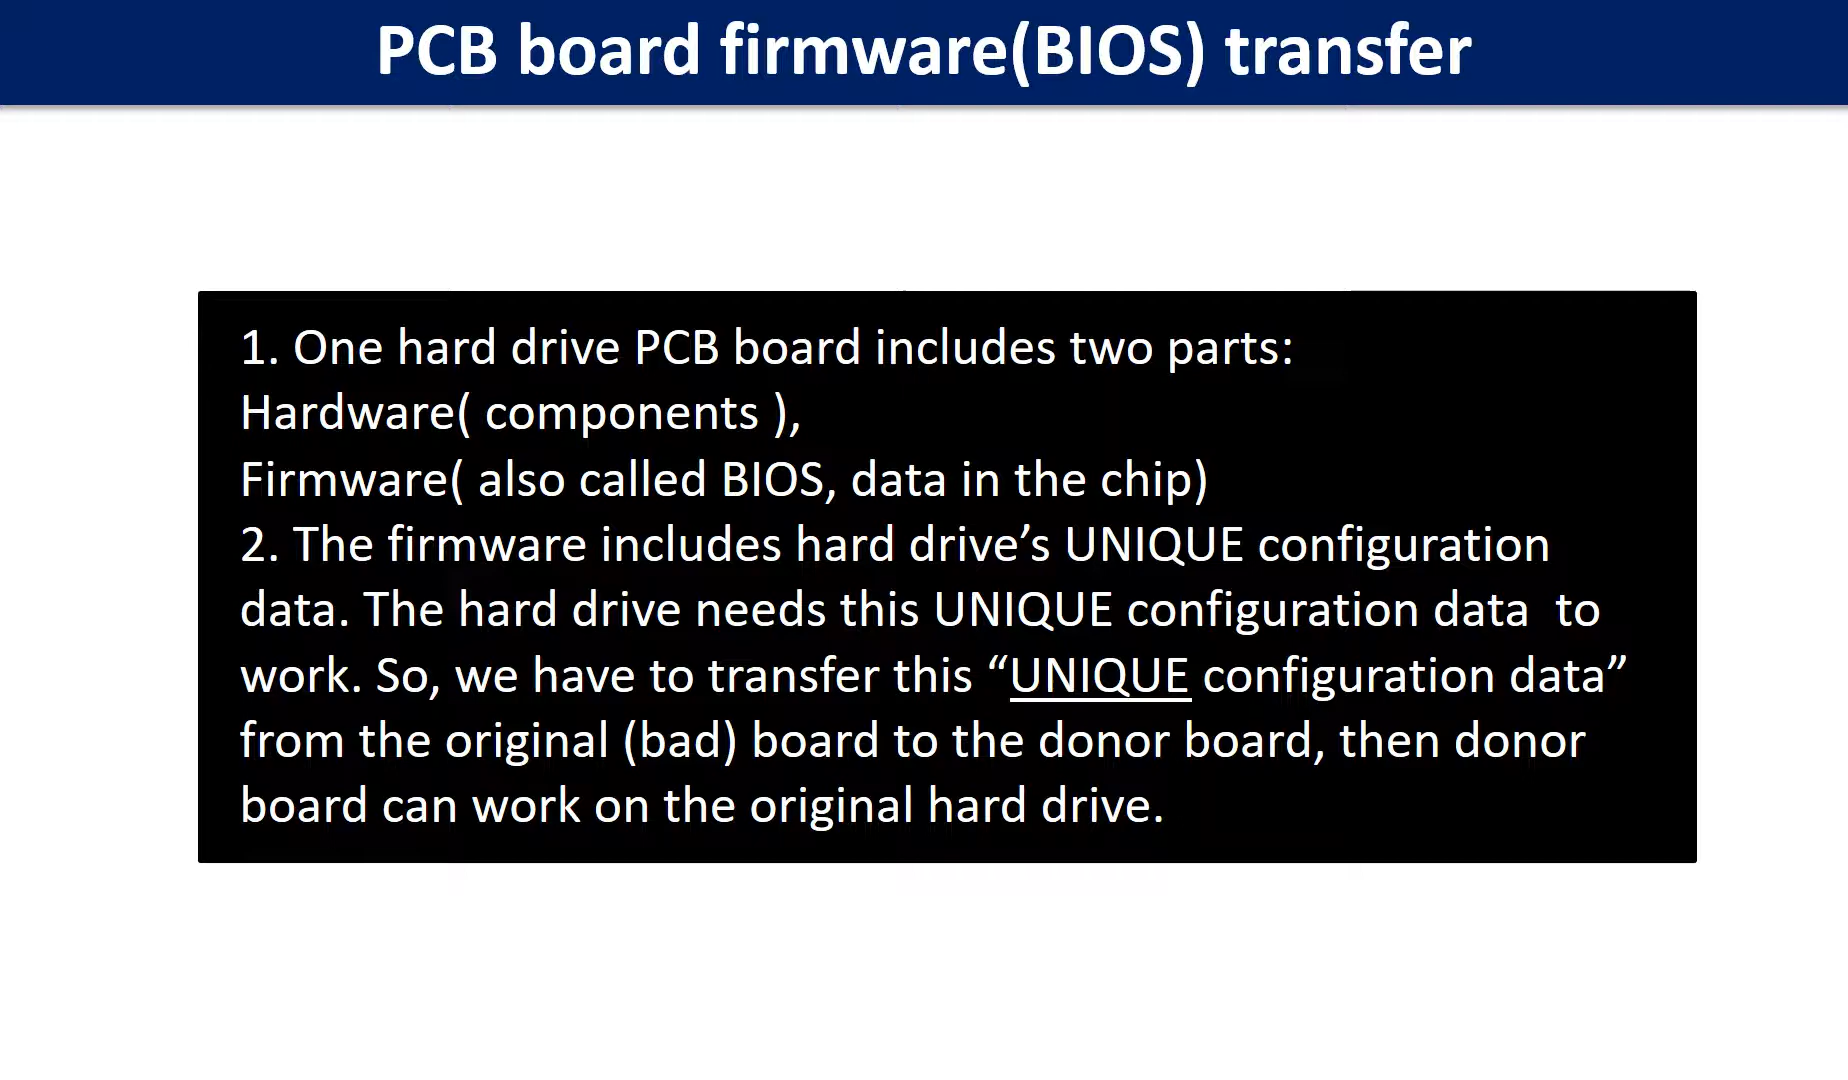 PCB board firmware(BIOS) transfer
1. One hard drive PCB board includes two parts:
Hardware( components ),
Firmware( also called BIOS, data in the chip)
2. The firmware includes hard drive’s UNIQUE configuration
data. The hard drive needs this UNIQUE configuration data  to
work. So, we have to transfer this “UNIQUE configuration data”
from the original (bad) board to the donor board, then donor
board can work on the original hard drive.